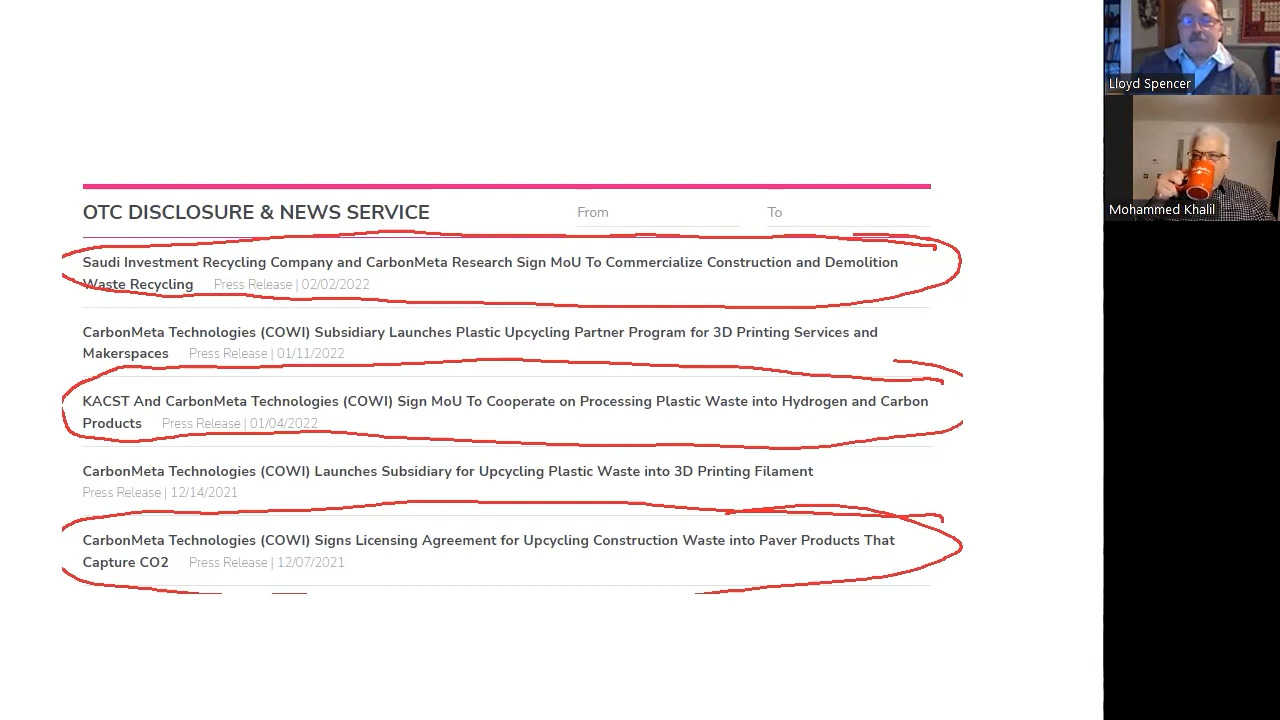 Lloyd Spencer
Mohammed Khalil
OTC DISCLOSURE & NEWS SERVICE
From
To
Saudi Investment Recycling Company and CarbonMeta Research Sign MoU To Commercialize Construction and Demolition
Waste Recycling Press Release | 02/02/2022
CarbonMeta Technologies (COWI) Subsidiary Launches Plastic Upcycling Partner Program for 3D Printing Services and
Makerspaces Press Release | 01/11/2022
KACST And CarbonMeta Technologies (COWI) Sign MoU To Cooperate on Processing Plastic Waste into Hydrogen and Carbon
Products Press Release | 01/04/2022
CarbonMeta Technologies (COWI) Launches Subsidiary for Upcycling Plastic Waste into 3D Printing Filament
Press Release | 12/14/2021
CarbonMeta Technologies (COWI) Signs Licensing Agreement for Upcycling Construction Waste into Paver Products That
Capture CO2 Press Release | 12/07/2021